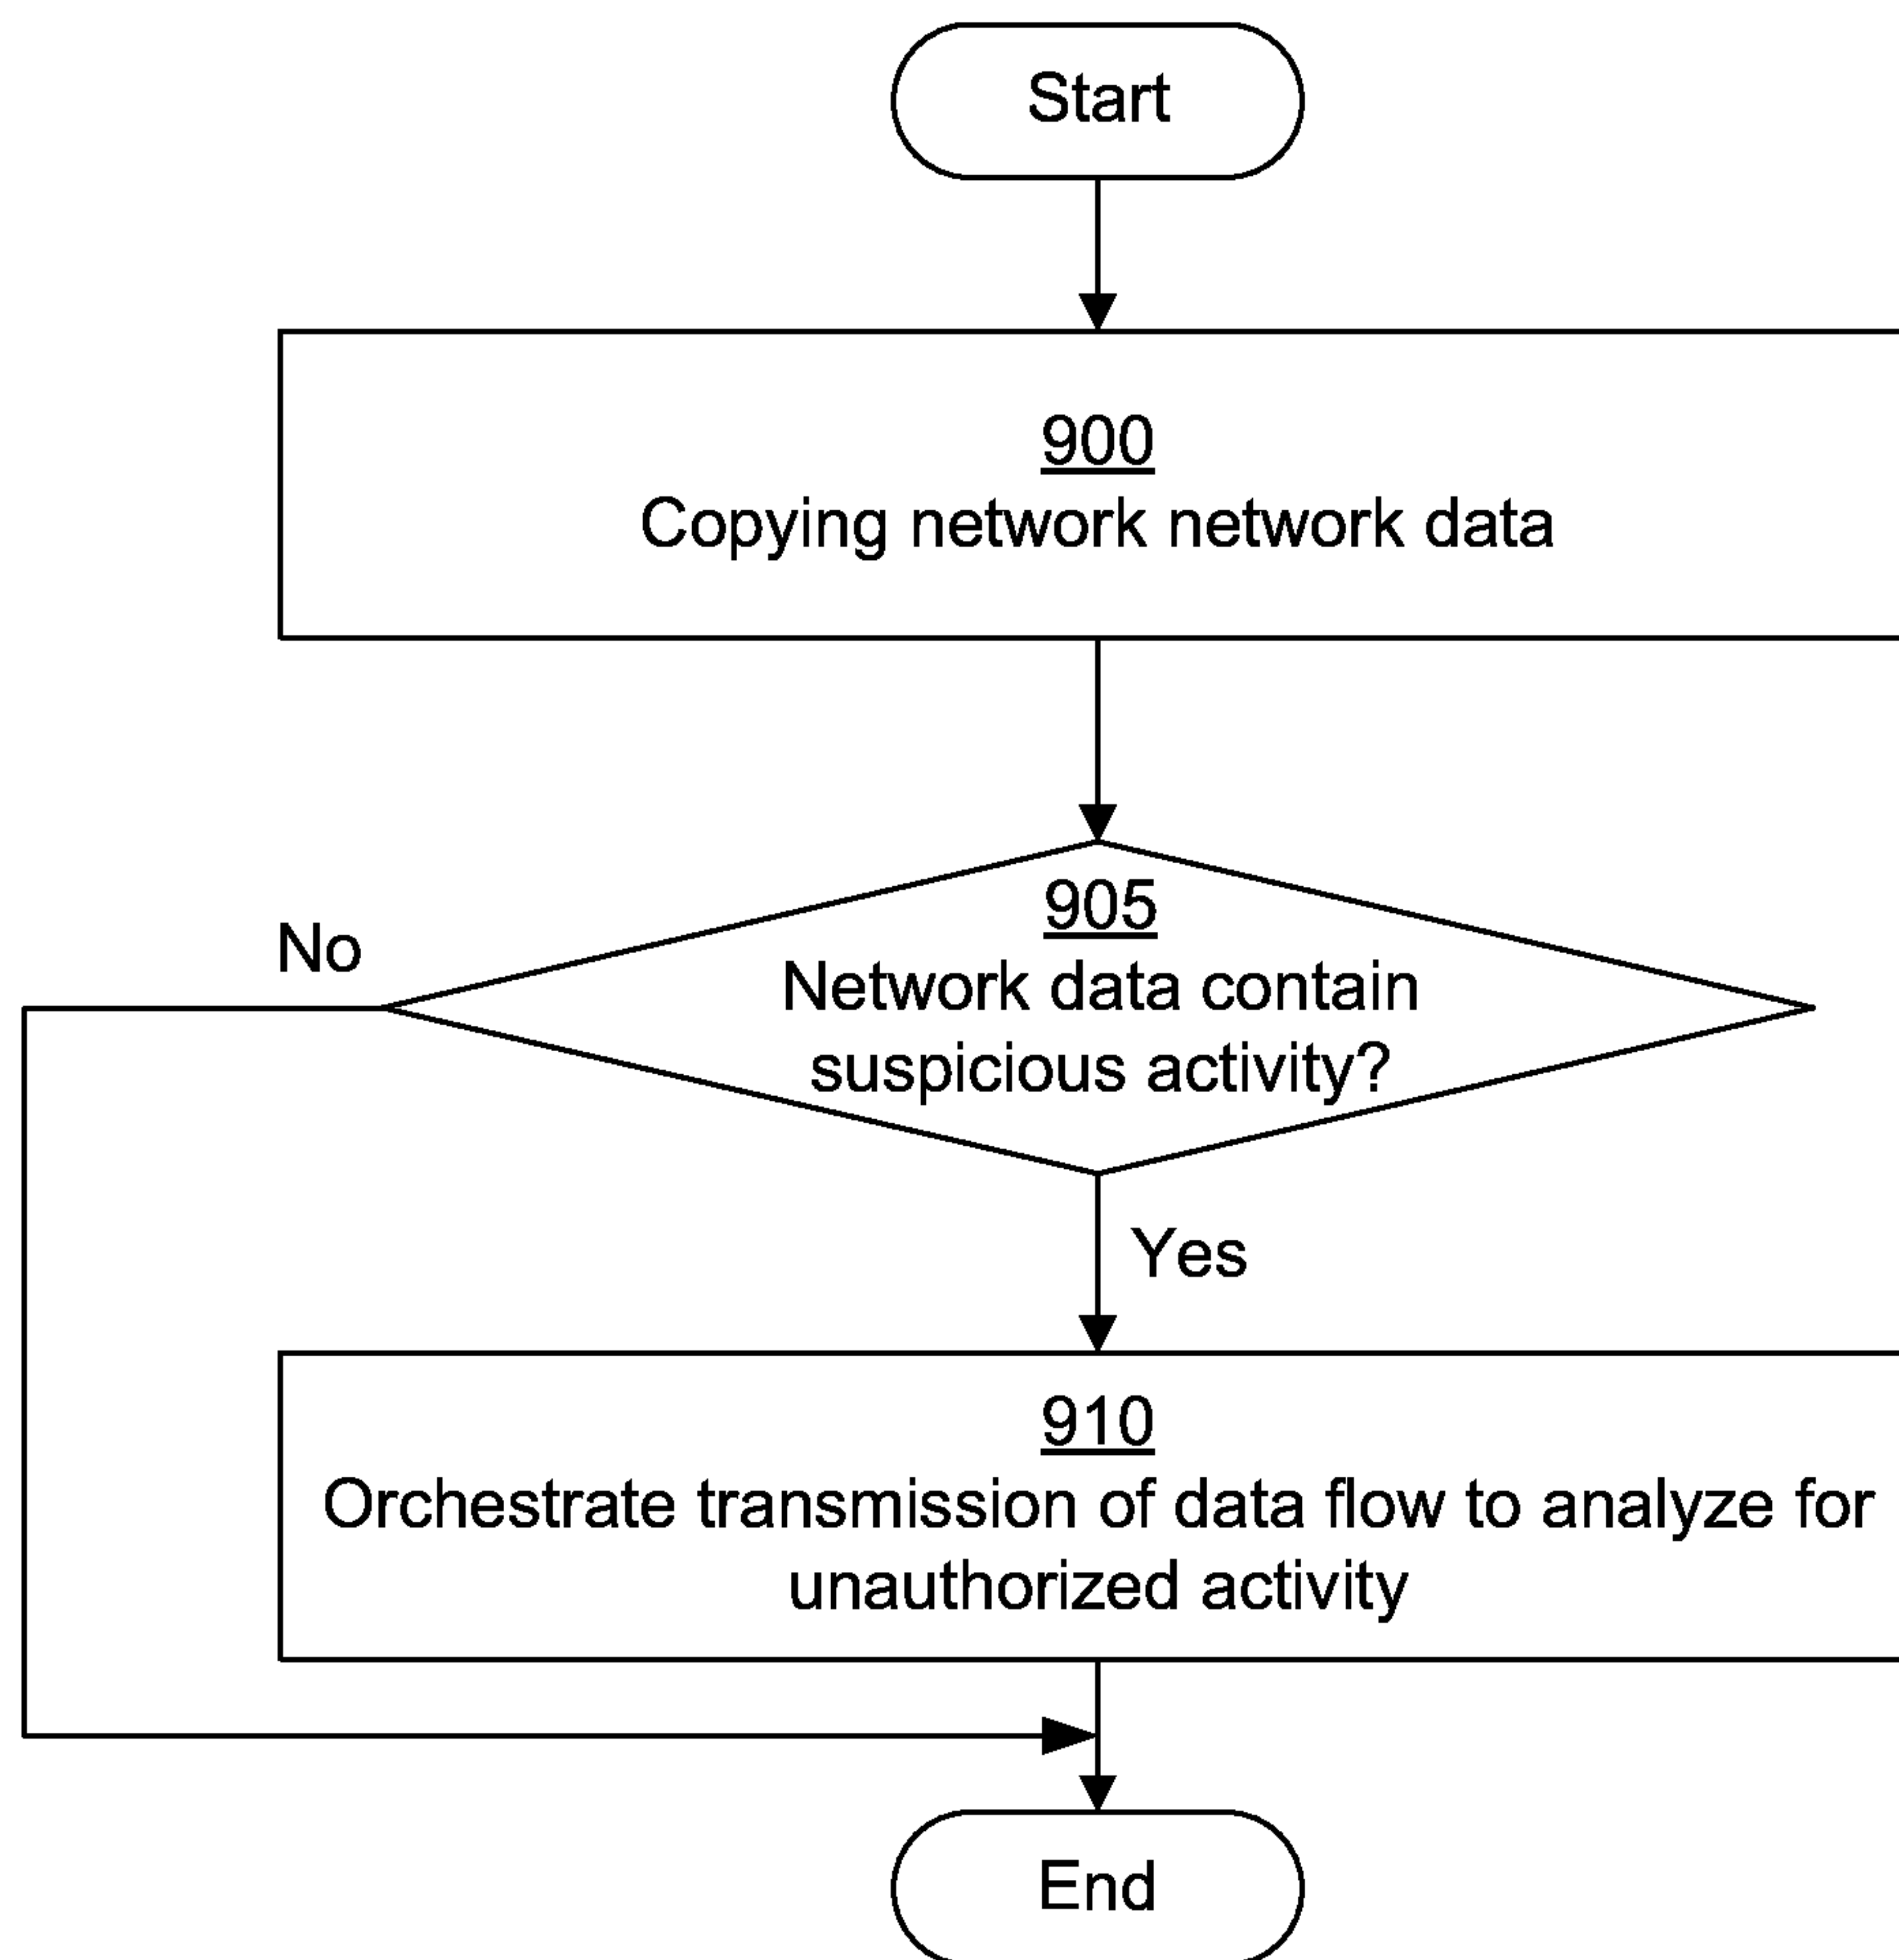 Start
900
Copying network network data
905
Network data contain
suspicious activity?
No
Yes
910
Orchestrate transmission of data flow to analyze for
unauthorized activity
End